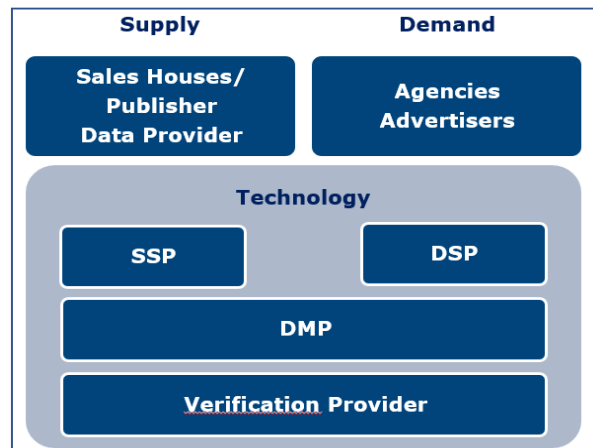 Supply
Demand
Sales Houses/
Publisher
Data Provider
Agencies
Advertisers
Technology
SSP
DSP
DMP
Verification Provider